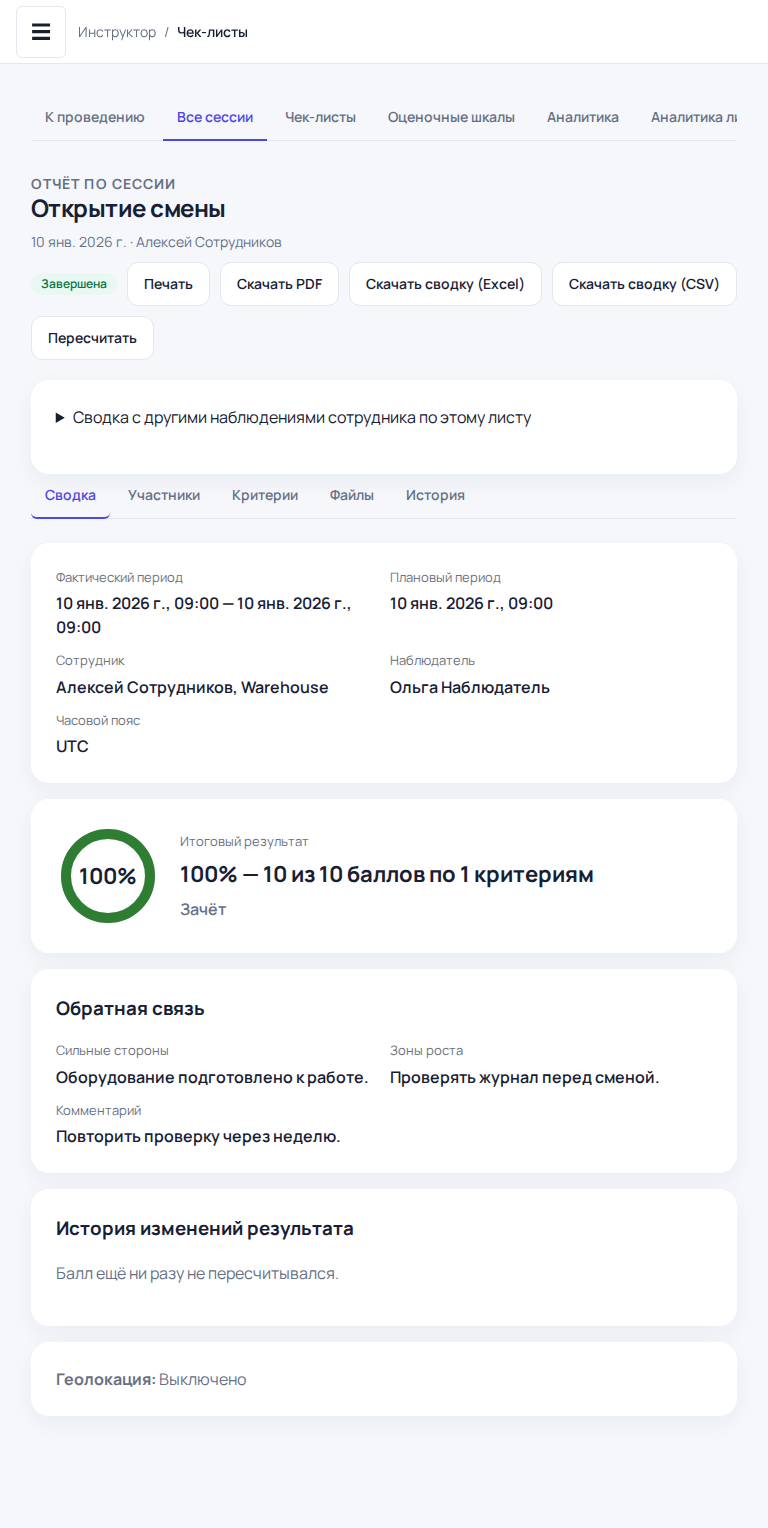 ☰ Инструктор / Чек-листы
К проведению Все сессии Чек-листы Оценочные шкалы Аналитика Аналитика ли
ОТЧЁТ ПО СЕССИИ
Открытие смены
10 янв. 2026 г. · Алексей Сотрудников
Завершена Печать Скачать PDF Скачать сводку (Excel) Скачать сводку (CSV)
Пересчитать
▶ Сводка с другими наблюдениями сотрудника по этому листу
Сводка Участники Критерии Файлы История
Фактический период Плановый период
10 янв. 2026 г., 09:00 — 10 янв. 2026 г., 10 янв. 2026 г., 09:00
09:00
Сотрудник Наблюдатель
Алексей Сотрудников, Warehouse Ольга Наблюдатель
Часовой пояс
UTC
Итоговый результат
100% 100% — 10 из 10 баллов по 1 критериям
Зачёт
Обратная связь
Сильные стороны Зоны роста
Оборудование подготовлено к работе. Проверять журнал перед сменой.
Комментарий
Повторить проверку через неделю.
История изменений результата
Балл ещё ни разу не пересчитывался.
Геолокация: Выключено